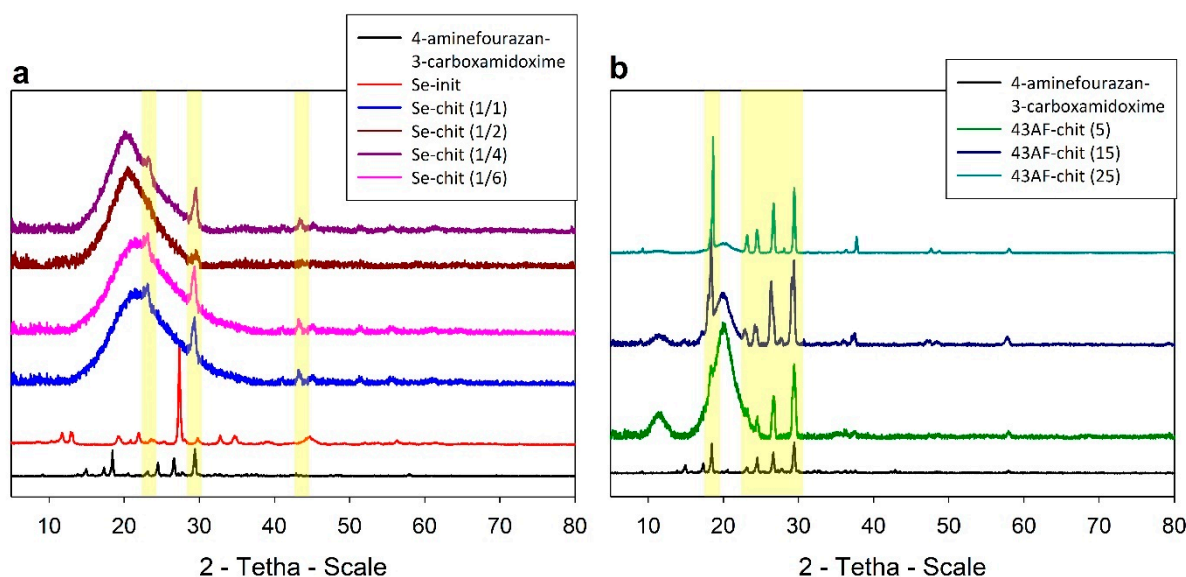 a
4-aminefourazan-
3-carboxamidoxime
Se-init
Se-chit (1/1)
Se-chit (1/2)
Se-chit (1/4)
Se-chit (1/6)
10 20 30 40 50 60 70 80
2 - Tetha - Scale
b
4-aminefourazan-
3-carboxamidoxime
43AF-chit (5)
43AF-chit (15)
43AF-chit (25)
10 20 30 40 50 60 70 80
2 - Tetha - Scale